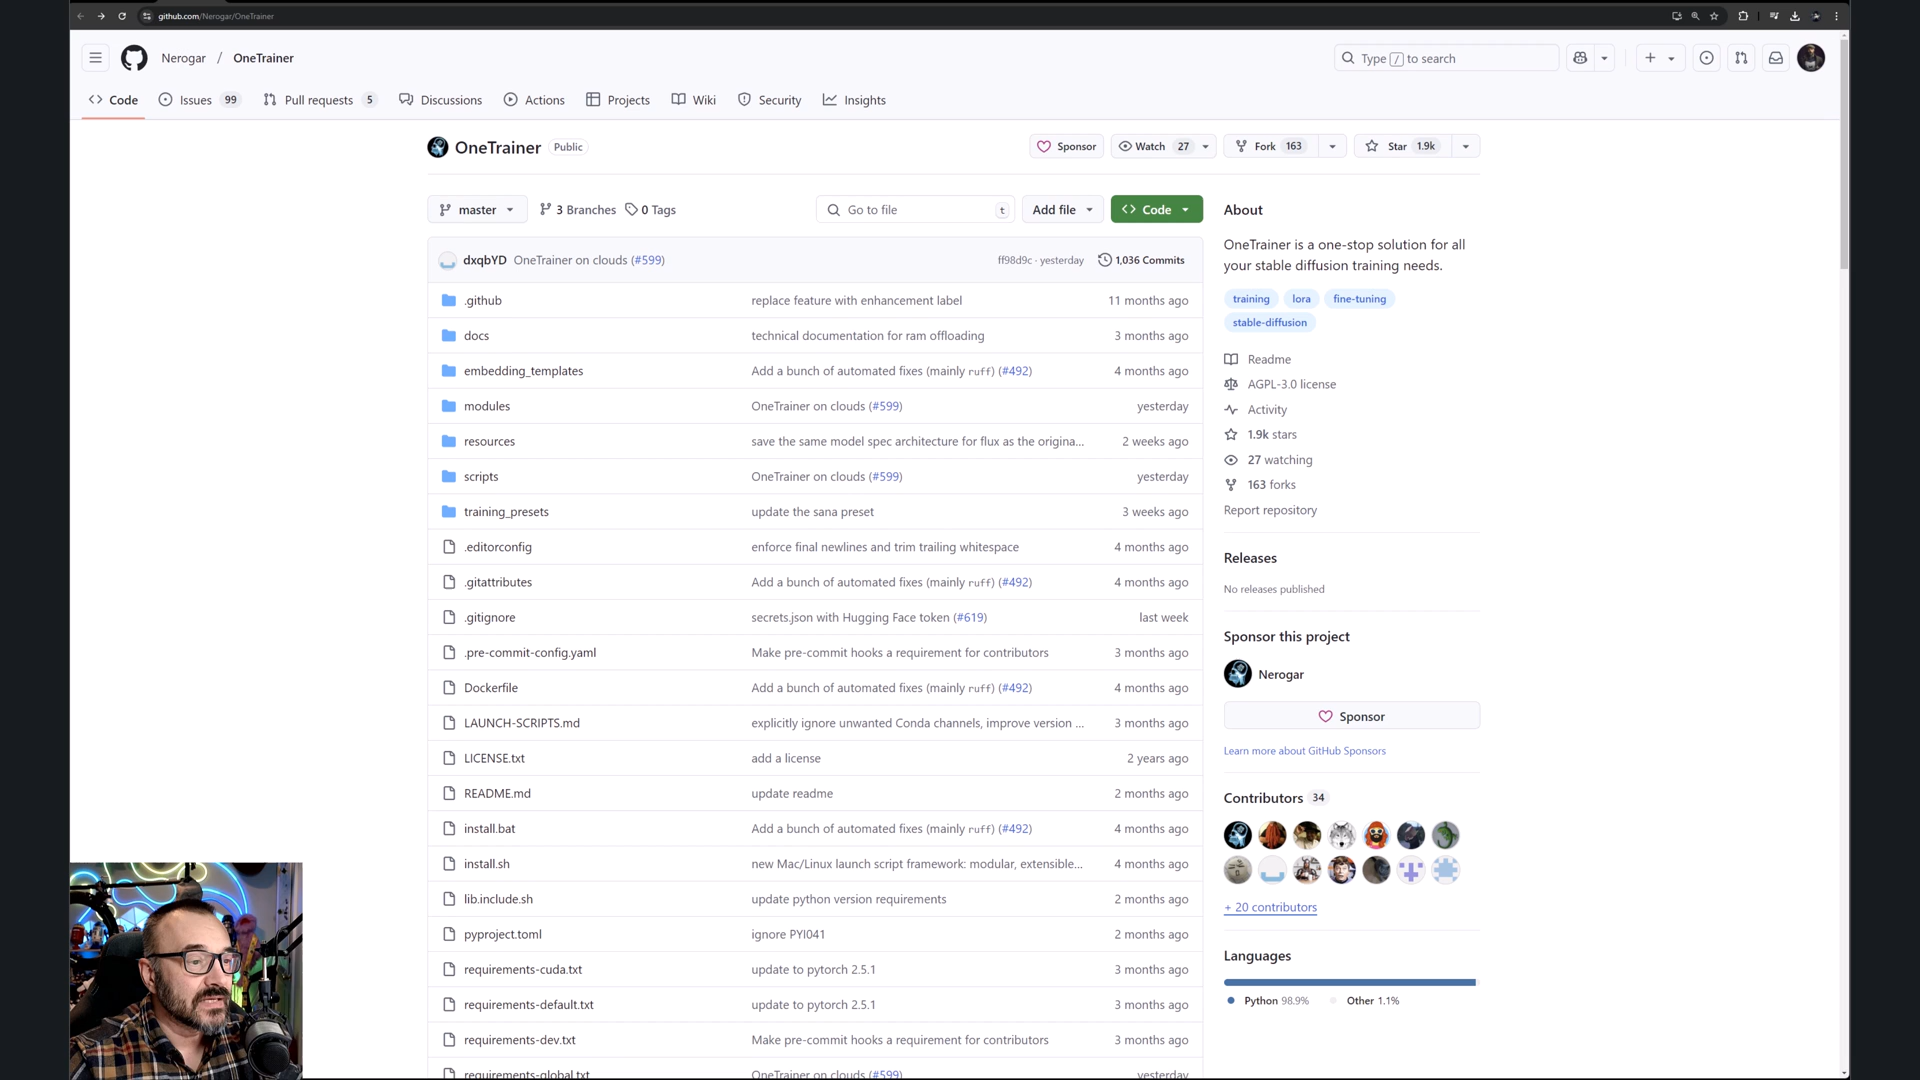 github.com/Nerogar/OneTrainer
Nerogar / OneTrainer
Type / to search
Code
Issues 99
Pull requests 5
Discussions
Actions
Projects
Wiki
Security
Insights
OneTrainer Public
Sponsor
Watch 27
Fork 163
Star 1.9k
master
3 Branches
0 Tags
Go to file t
Add file
Code
dxqbYD OneTrainer on clouds (#599) ff98d9c · yesterday 1,036 Commits
.github replace feature with enhancement label 11 months ago
docs technical documentation for ram offloading 3 months ago
embedding_templates Add a bunch of automated fixes (mainly ruff) (#492) 4 months ago
modules OneTrainer on clouds (#599) yesterday
resources save the same model spec architecture for flux as the origina... 2 weeks ago
scripts OneTrainer on clouds (#599) yesterday
training_presets update the sana preset 3 weeks ago
.editorconfig enforce final newlines and trim trailing whitespace 4 months ago
.gitattributes Add a bunch of automated fixes (mainly ruff) (#492) 4 months ago
.gitignore secrets.json with Hugging Face token (#619) last week
.pre-commit-config.yaml Make pre-commit hooks a requirement for contributors 3 months ago
Dockerfile Add a bunch of automated fixes (mainly ruff) (#492) 4 months ago
LAUNCH-SCRIPTS.md explicitly ignore unwanted Conda channels, improve version ... 3 months ago
LICENSE.txt add a license 2 years ago
README.md update readme 2 months ago
install.bat Add a bunch of automated fixes (mainly ruff) (#492) 4 months ago
install.sh new Mac/Linux launch script framework: modular, extensible... 4 months ago
lib.include.sh update python version requirements 2 months ago
pyproject.toml ignore PYI041 2 months ago
requirements-cuda.txt update to pytorch 2.5.1 3 months ago
requirements-default.txt update to pytorch 2.5.1 3 months ago
requirements-dev.txt Make pre-commit hooks a requirement for contributors 3 months ago
requirements-global.txt OneTrainer on clouds (#599) yesterday
About
OneTrainer is a one-stop solution for all
your stable diffusion training needs.
training lora fine-tuning
stable-diffusion
Readme
AGPL-3.0 license
Activity
1.9k stars
27 watching
163 forks
Report repository
Releases
No releases published
Sponsor this project
Nerogar
Sponsor
Learn more about GitHub Sponsors
Contributors 34
+ 20 contributors
Languages
Python 98.9% Other 1.1%